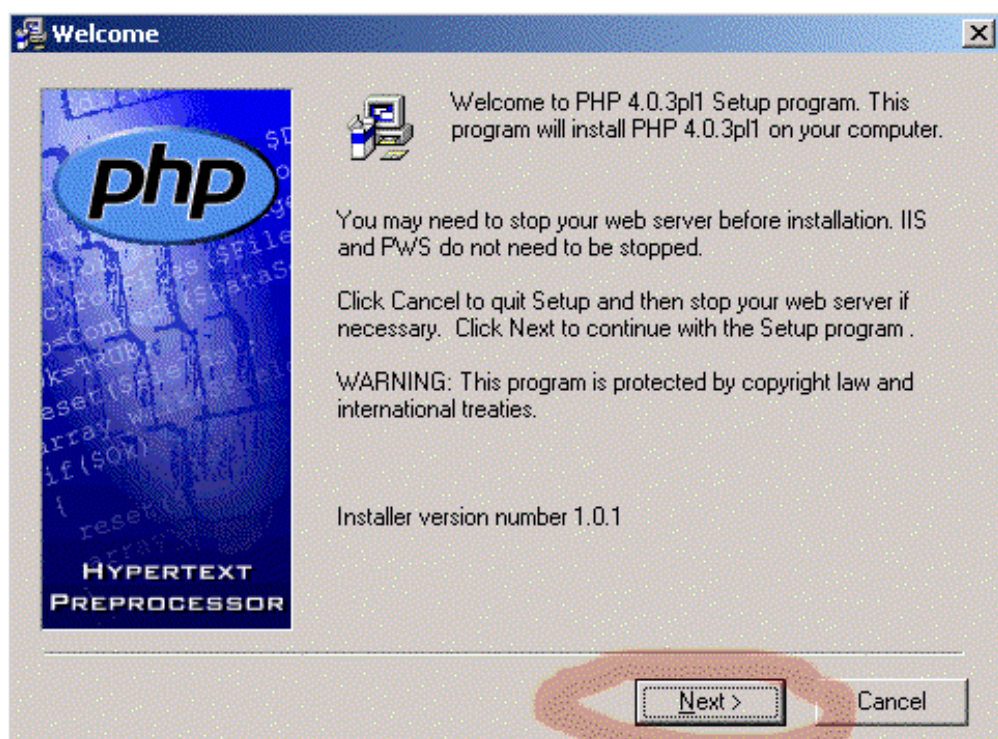 Welcome
php
HYPERTEXT
PREPROCESSOR
Welcome to PHP 4.0.3pl1 Setup program. This
program will install PHP 4.0.3pl1 on your computer.
You may need to stop your web server before installation. IIS
and PWS do not need to be stopped.
Click Cancel to quit Setup and then stop your web server if
necessary. Click Next to continue with the Setup program .
WARNING: This program is protected by copyright law and
international treaties.
Installer version number 1.0.1
Next >
Cancel